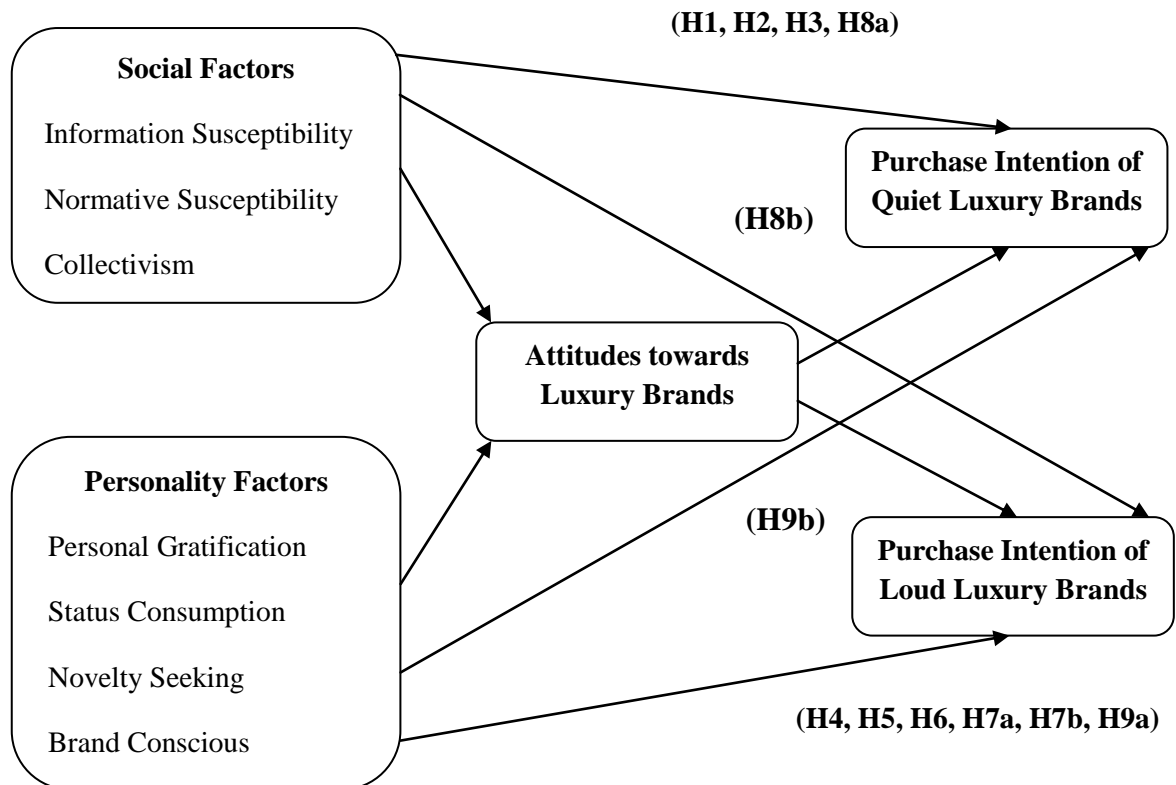 (H1, H2, H3, H8a)
Social Factors
Information Susceptibility
Normative Susceptibility
Collectivism
Purchase Intention of
Quiet Luxury Brands
(H8b)
Attitudes towards
Luxury Brands
Personality Factors
Personal Gratification
Status Consumption
Novelty Seeking
Brand Conscious
(H9b)
Purchase Intention of
Loud Luxury Brands
(H4, H5, H6, H7a, H7b, H9a)